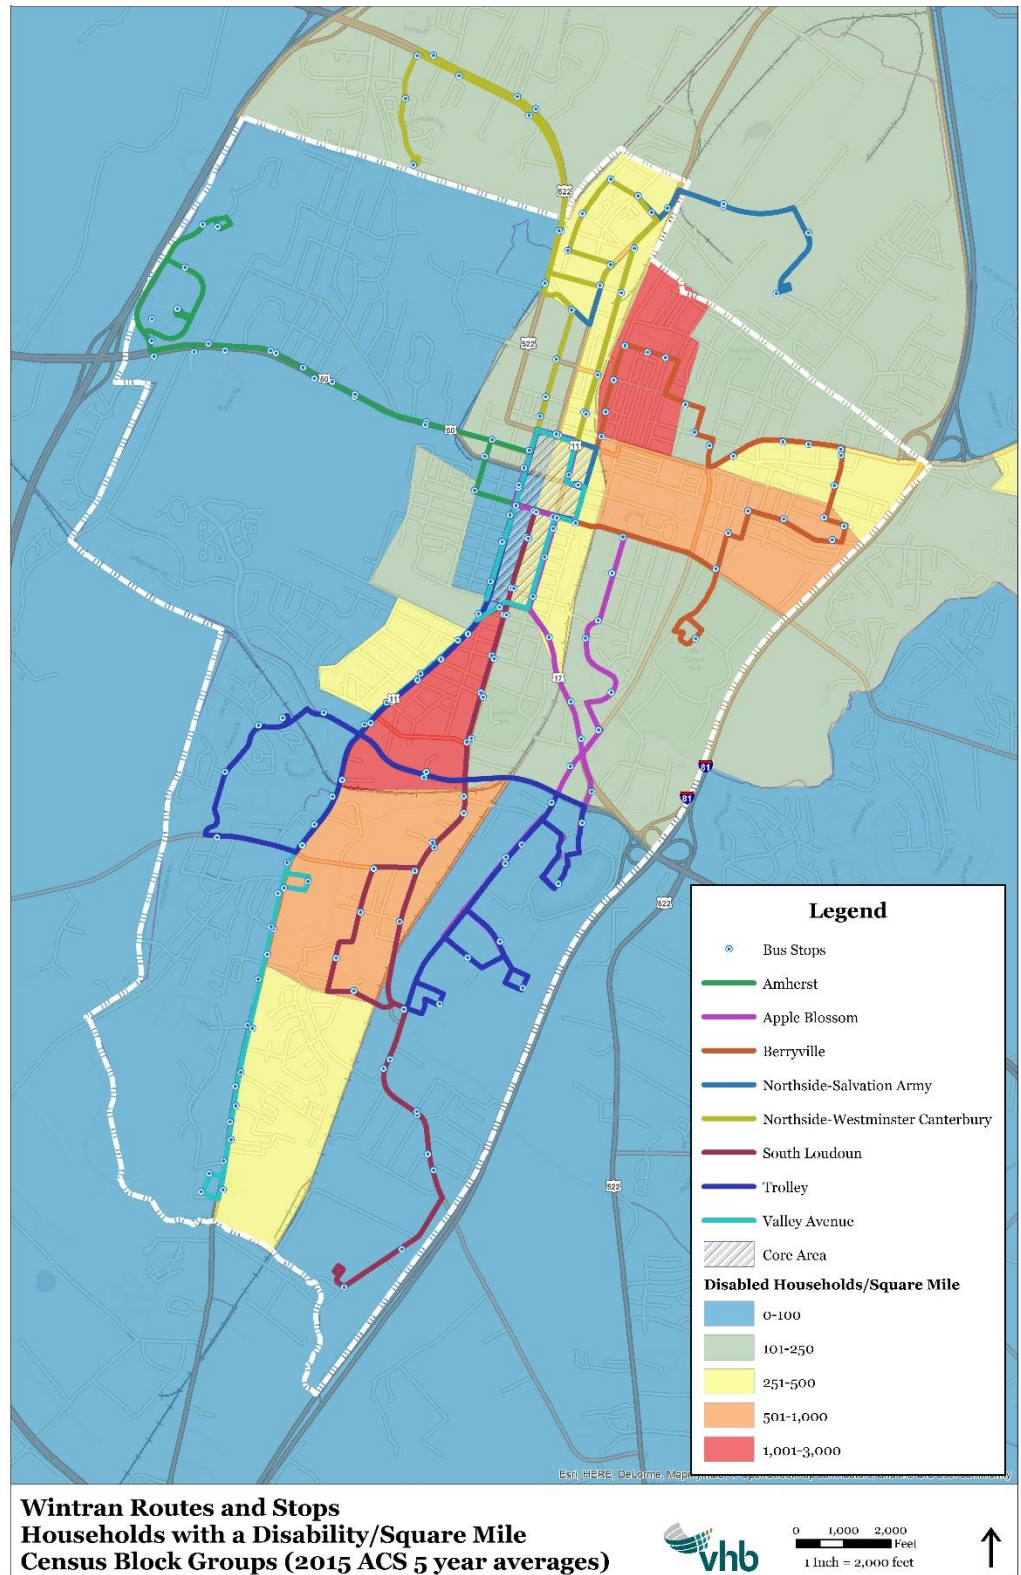 522
522
11
50
50
11
17
81
81
522
522
Legend
Bus Stops
Amherst
Apple Blossom
Berryville
Northside-Salvation Army
Northside-Westminster Canterbury
South Loudoun
Trolley
Valley Avenue
Core Area
Disabled Households/Square Mile
0-100
101-250
251-500
501-1,000
1,001-3,000
Esri, HERE, DeLorme,
Wintran Routes and Stops
Households with a Disability/Square Mile
Census Block Groups (2015 ACS 5 year averages)
vhb
0 1,000 2,000
Feet
1 Inch = 2,000 feet